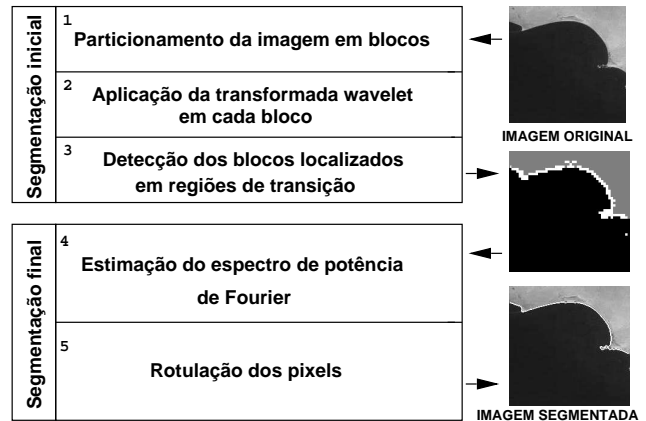 Segmentação inicial
1
Particionamento da imagem em blocos
2
Aplicação da transformada wavelet
em cada bloco
3
Detecção dos blocos localizados
em regiões de transição
IMAGEM ORIGINAL
Segmentação final
4
Estimação do espectro de potência
de Fourier
5
Rotulação dos pixels
IMAGEM SEGMENTADA